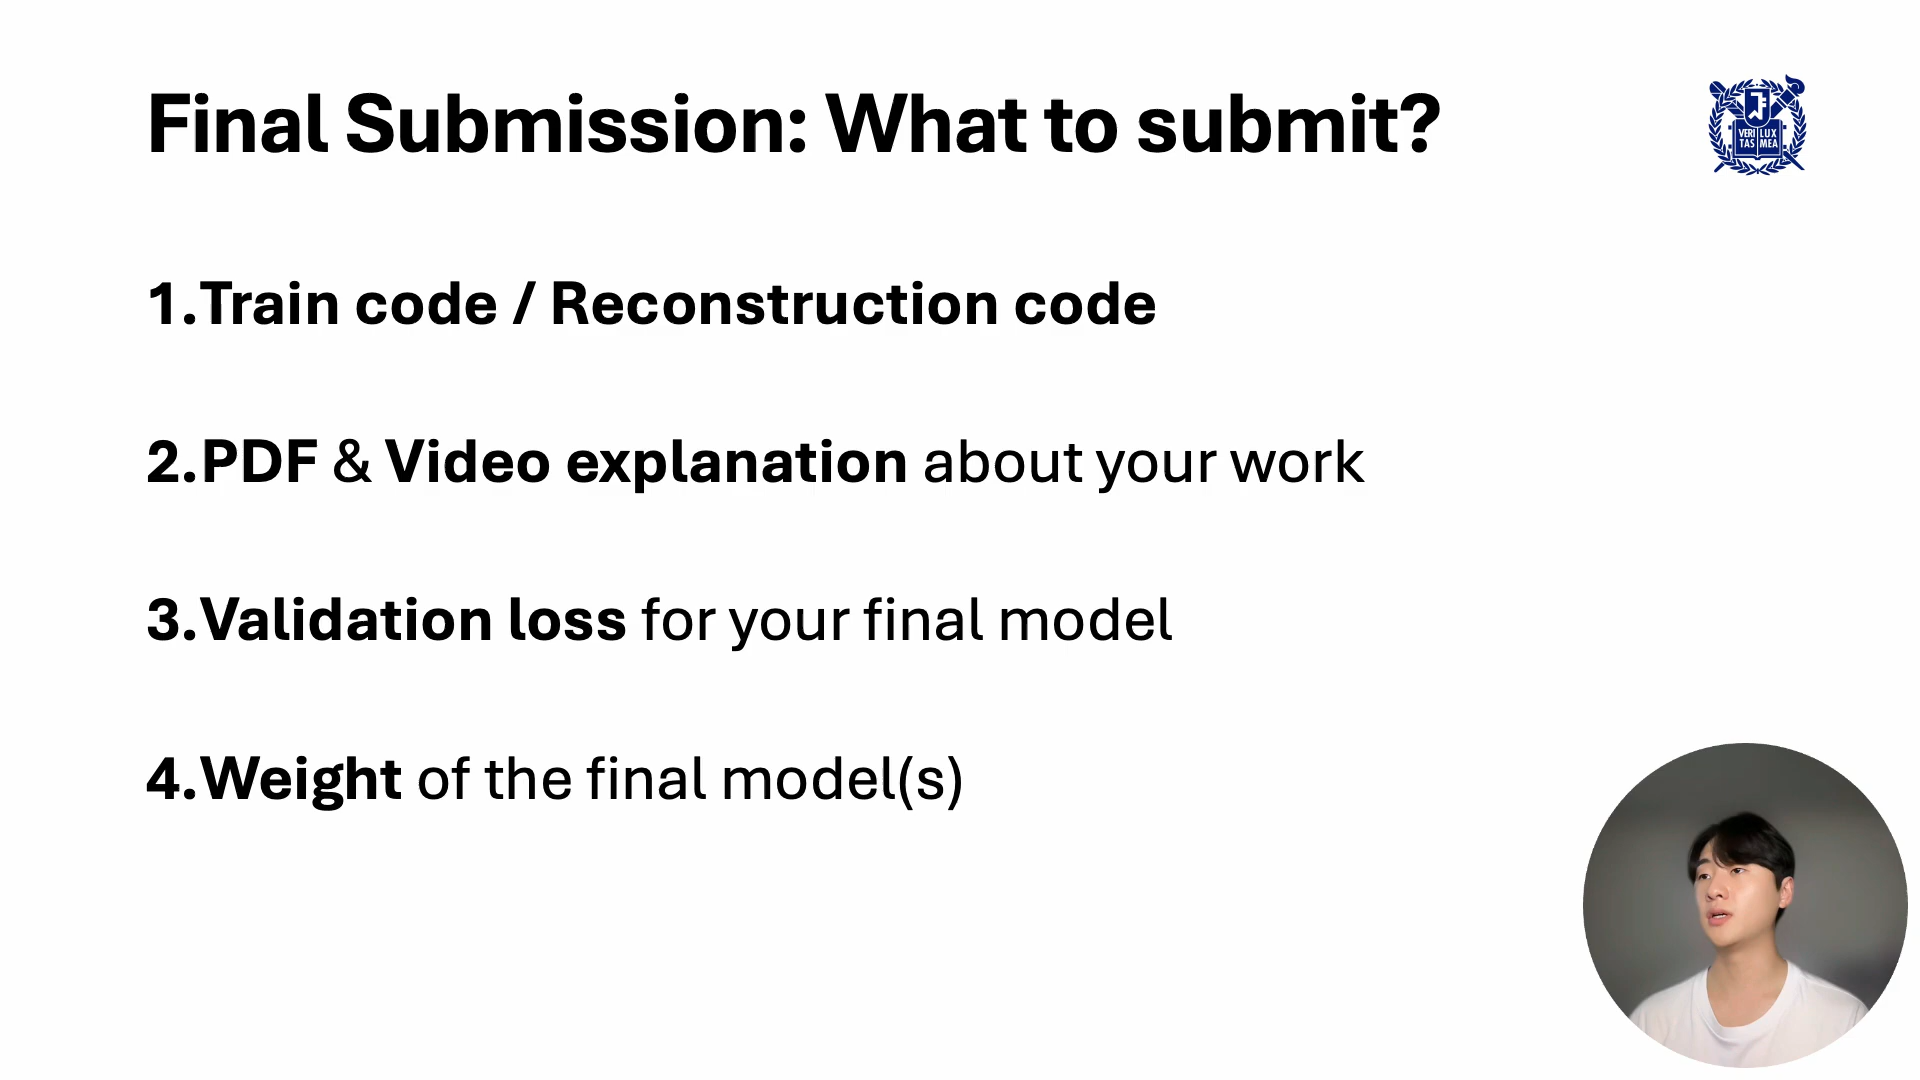 Final Submission: What to submit?
VERI LUX
TAS MEA
1.Train code / Reconstruction code
2.PDF & Video explanation about your work
3.Validation loss for your final model
4.Weight of the final model(s)